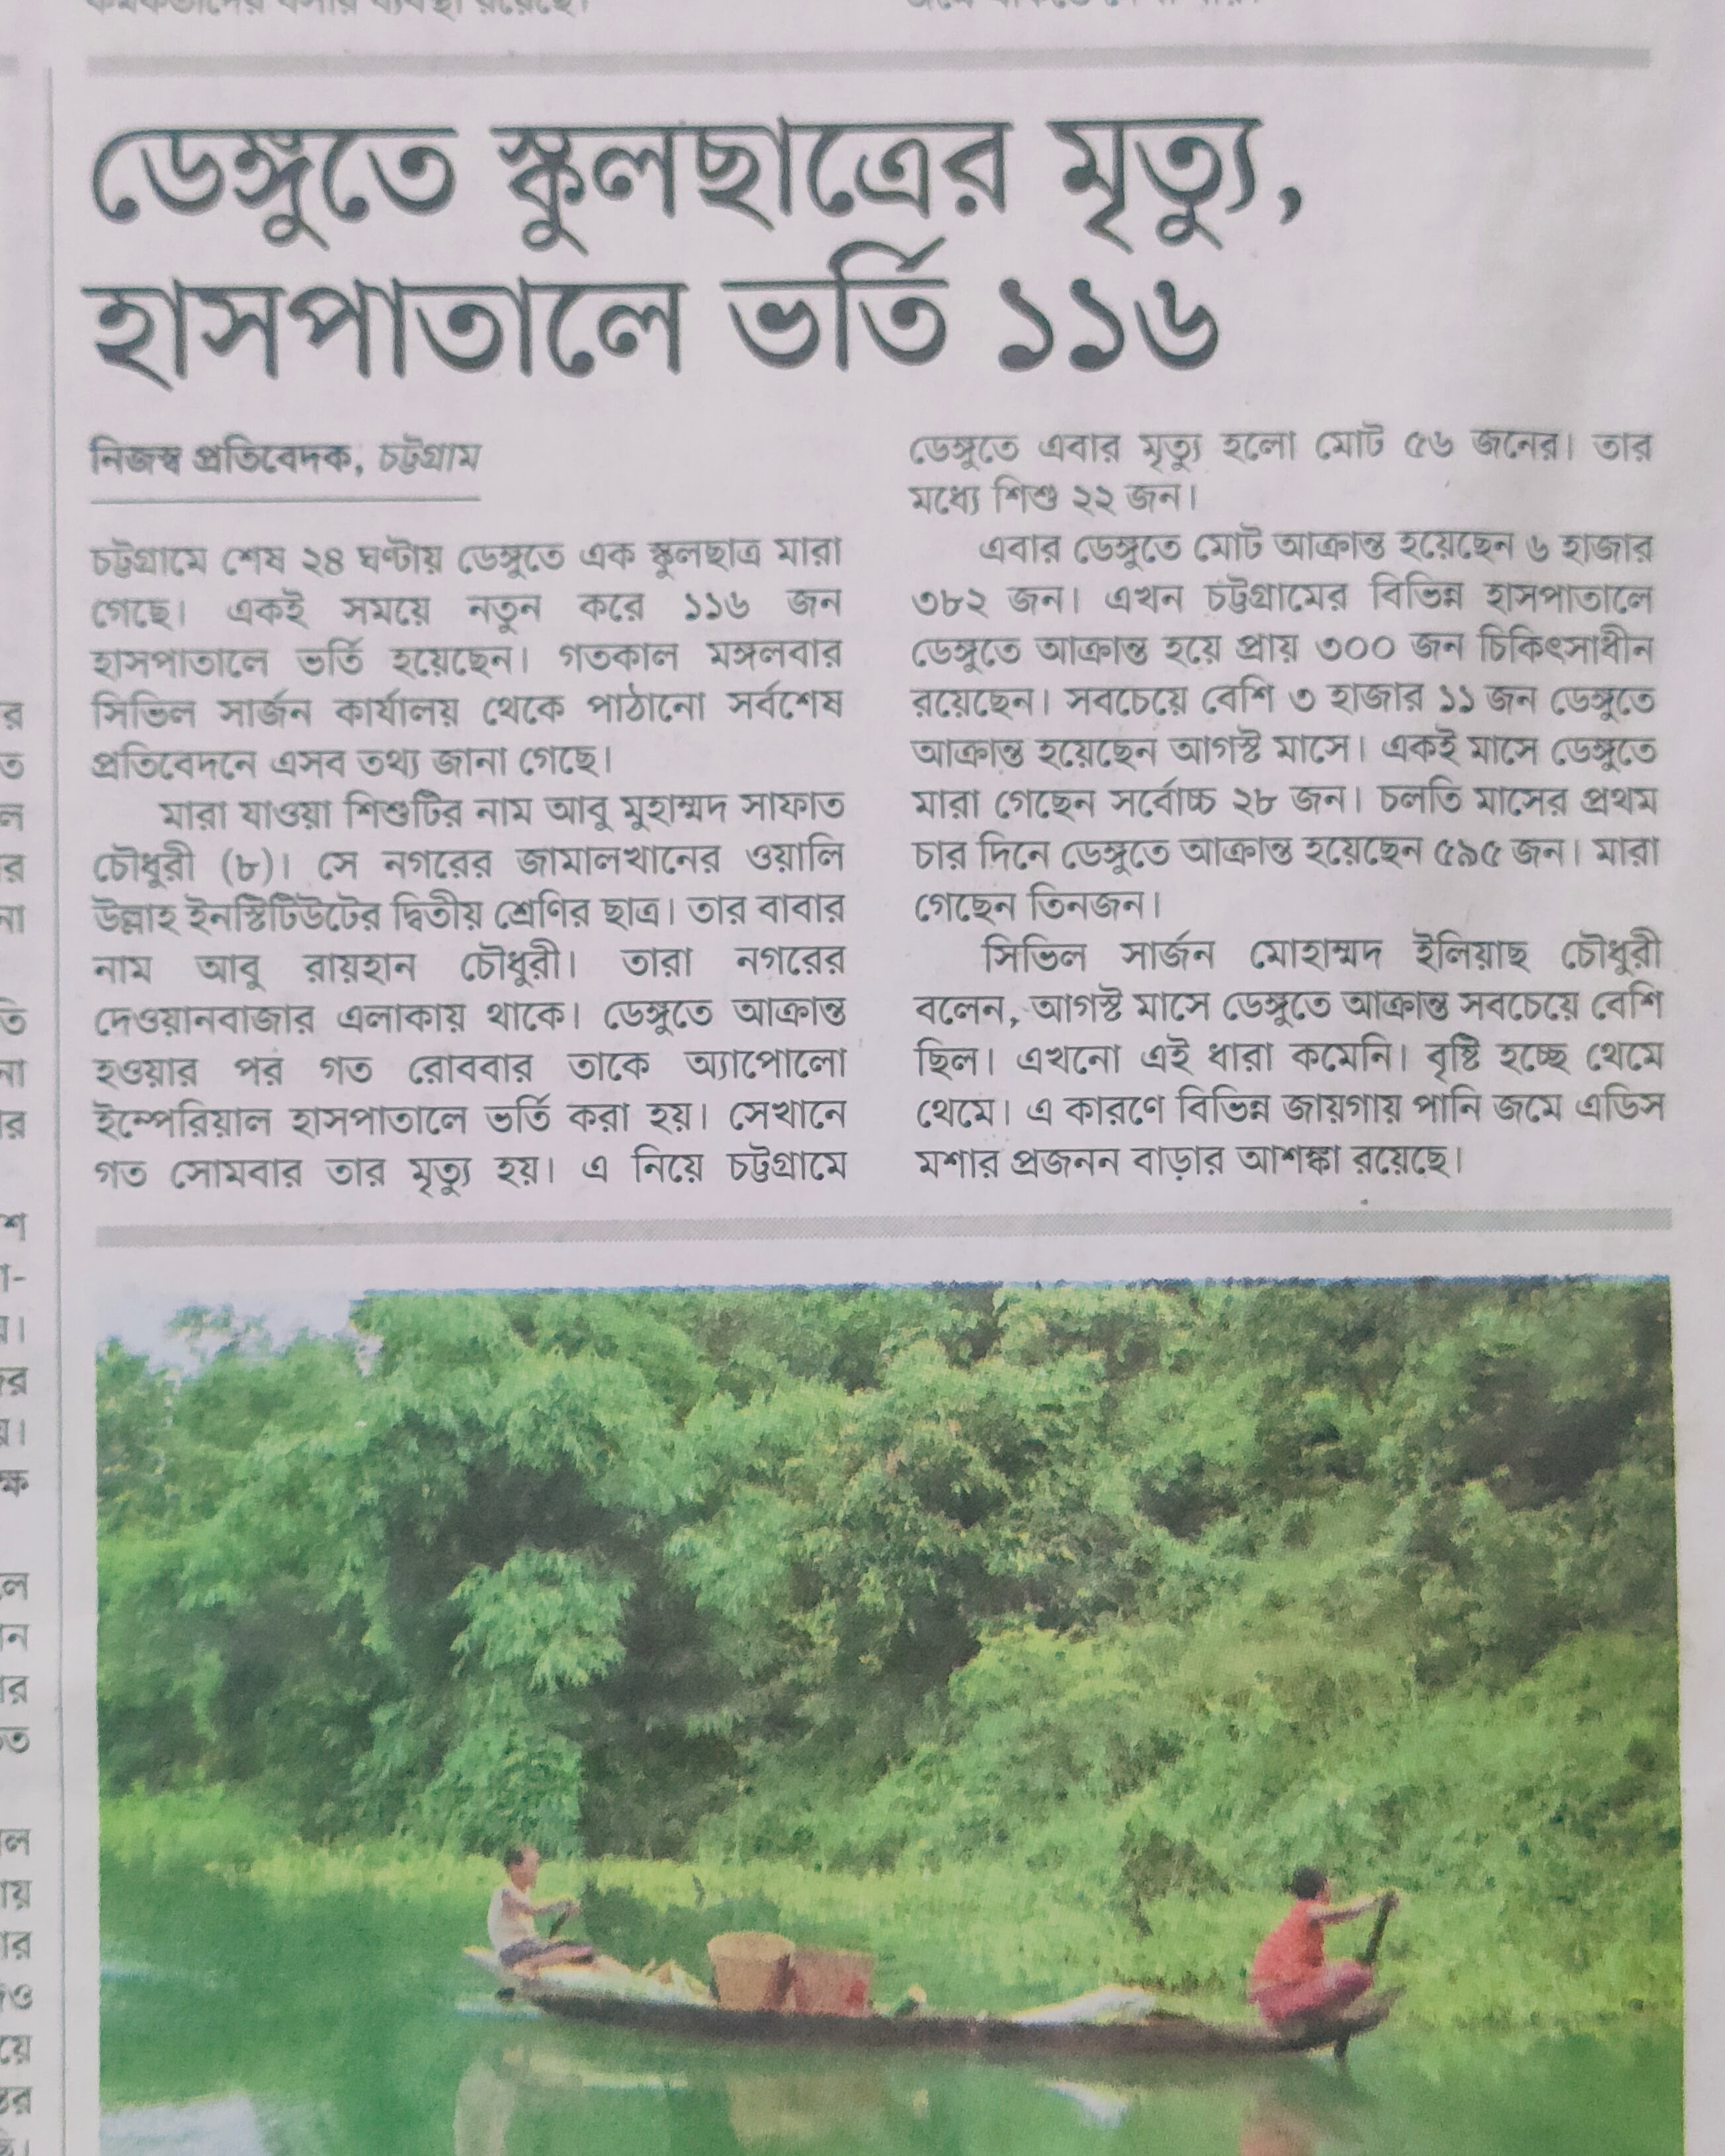 ডেঙ্গুতে স্কুলছাত্রের মৃত্যু,
হাসপাতালে ভর্তি ১১৬
নিজস্ব প্রতিবেদক, চট্টগ্রাম
চট্টগ্রামে শেষ ২৪ ঘণ্টায় ডেঙ্গুতে এক স্কুলছাত্র মারা
গেছে। একই সময়ে নতুন করে ১১৬ জন
হাসপাতালে ভর্তি হয়েছেন। গতকাল মঙ্গলবার
সিভিল সার্জন কার্যালয় থেকে পাঠানো সর্বশেষ
প্রতিবেদনে এসব তথ্য জানা গেছে।
মারা যাওয়া শিশুটির নাম আবু মুহাম্মদ সাফাত
চৌধুরী (৮)। সে নগরের জামালখানের ওয়ালি
উল্লাহ ইনস্টিটিউটের দ্বিতীয় শ্রেণির ছাত্র। তার বাবার
নাম আবু রায়হান চৌধুরী। তারা নগরের
দেওয়ানবাজার এলাকায় থাকে। ডেঙ্গুতে আক্রান্ত
হওয়ার পর গত রোববার তাকে অ্যাপোলো
ইম্পেরিয়াল হাসপাতালে ভর্তি করা হয়। সেখানে
গত সোমবার তার মৃত্যু হয়। এ নিয়ে চট্টগ্রামে
ডেঙ্গুতে এবার মৃত্যু হলো মোট ৫৬ জনের। তার
মধ্যে শিশু ২২ জন।
এবার ডেঙ্গুতে মোট আক্রান্ত হয়েছেন ৬ হাজার
৩৮২ জন। এখন চট্টগ্রামের বিভিন্ন হাসপাতালে
ডেঙ্গুতে আক্রান্ত হয়ে প্রায় ৩০০ জন চিকিৎসাধীন
রয়েছেন। সবচেয়ে বেশি ৩ হাজার ১১ জন ডেঙ্গুতে
আক্রান্ত হয়েছেন আগস্ট মাসে। একই মাসে ডেঙ্গুতে
মারা গেছেন সর্বোচ্চ ২৮ জন। চলতি মাসের প্রথম
চার দিনে ডেঙ্গুতে আক্রান্ত হয়েছেন ৫৯৫ জন। মারা
গেছেন তিনজন।
সিভিল সার্জন মোহাম্মদ ইলিয়াছ চৌধুরী
বলেন, আগস্ট মাসে ডেঙ্গুতে আক্রান্ত সবচেয়ে বেশি
ছিল। এখনো এই ধারা কমেনি। বৃষ্টি হচ্ছে থেমে
থেমে। এ কারণে বিভিন্ন জায়গায় পানি জমে এডিস
মশার প্রজনন বাড়ার আশঙ্কা রয়েছে।